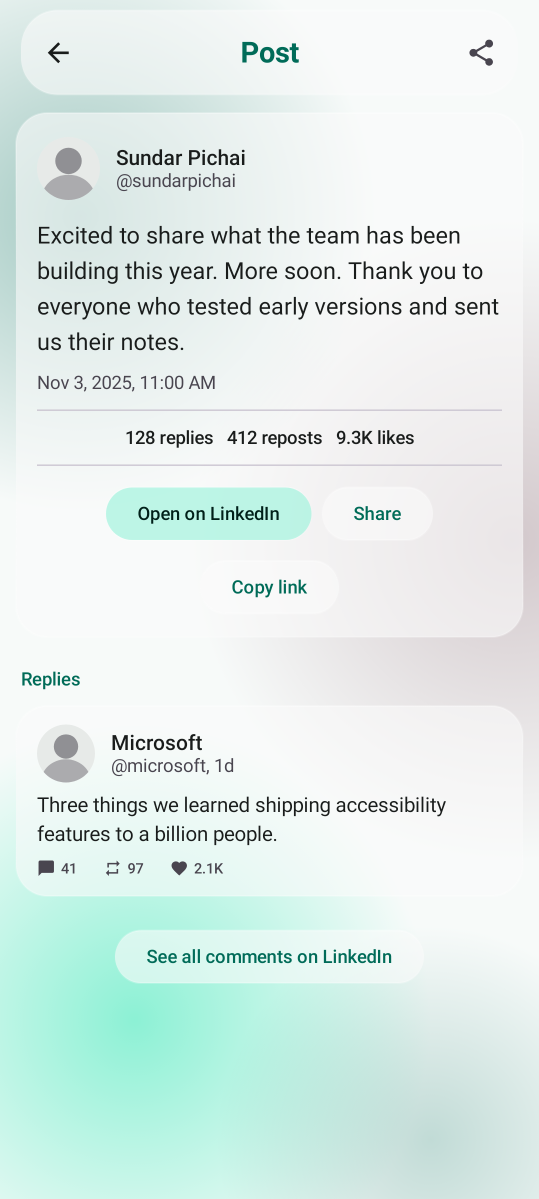 Post
Sundar Pichai
@sundarpichai
Excited to share what the team has been
building this year. More soon. Thank you to
everyone who tested early versions and sent
us their notes.
Nov 3, 2025, 11:00 AM
128 replies 412 reposts 9.3K likes
Open on LinkedIn Share
Copy link
Replies
Microsoft
@microsoft, 1d
Three things we learned shipping accessibility
features to a billion people.
41 97 2.1K
See all comments on LinkedIn